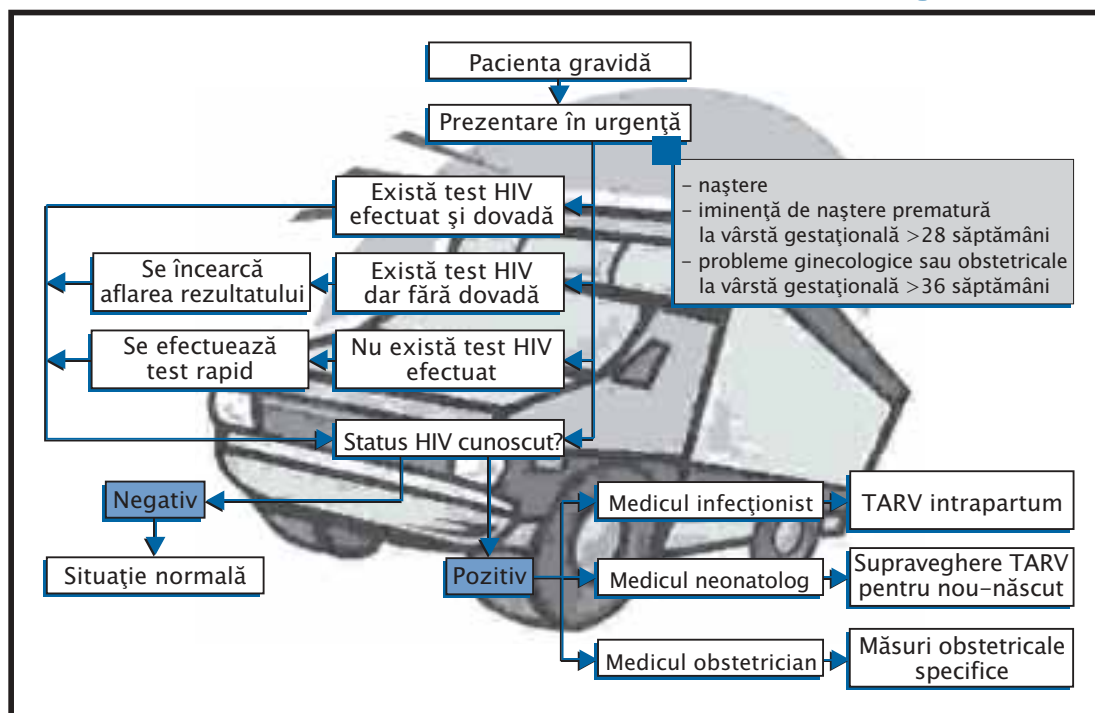 Pacienta gravidă
Prezentare în urgenţă
– naştere
– iminenţă de naştere prematură
la vârstă gestaţională >28 săptămâni
– probleme ginecologice sau obstetricale
la vârstă gestaţională >36 săptămâni
Există test HIV
efectuat şi dovadă
Se încearcă
aflarea rezultatului
Există test HIV
dar fără dovadă
Se efectuează
test rapid
Nu există test HIV
efectuat
Status HIV cunoscut?
Negativ
Situaţie normală
Pozitiv
Medicul infecţionist
TARV intrapartum
Medicul neonatolog
Supraveghere TARV
pentru nou–născut
Medicul obstetrician
Măsuri obstetricale
specifice